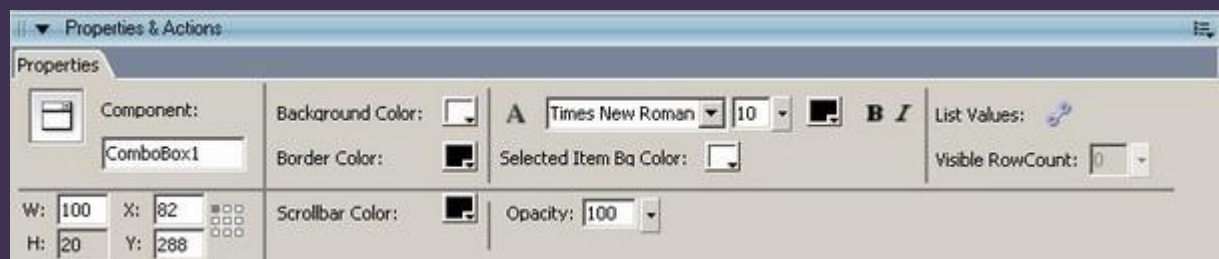 Properties & Actions
Properties
Component:
ComboBox1
Background Color:
Border Color:
A Times New Roman 10 B I
Selected Item Bg Color:
List Values:
Visible RowCount: 0
W: 100 X: 82
H: 20 Y: 288
Scrollbar Color:
Opacity: 100